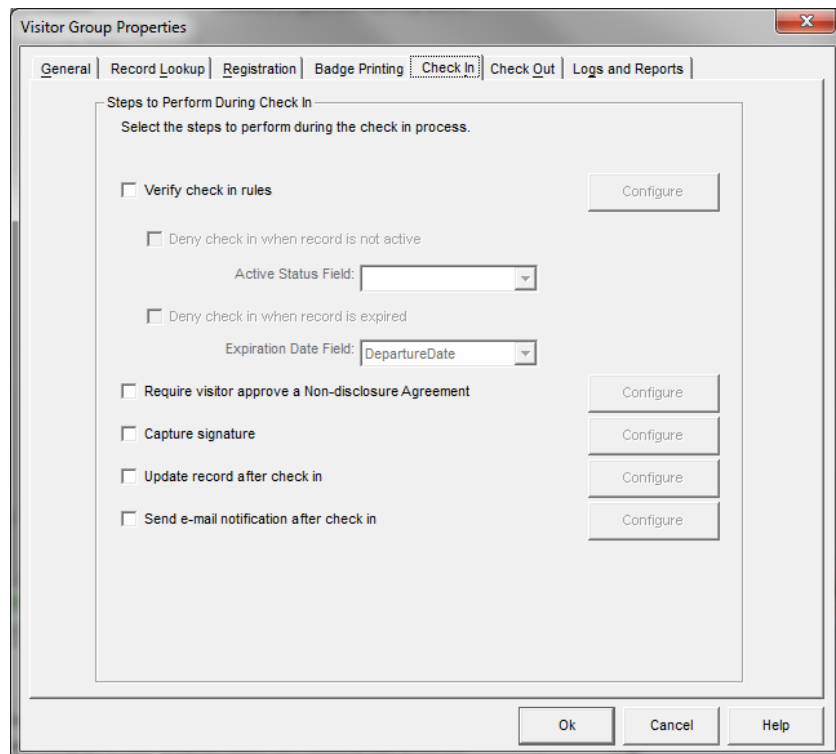 Visitor Group Properties
General Record Lookup Registration Badge Printing Check In Check Out Logs and Reports
Steps to Perform During Check In
Select the steps to perform during the check in process.
Verify check in rules Configure
Deny check in when record is not active
Active Status Field:
Deny check in when record is expired
Expiration Date Field: DepartureDate
Require visitor approve a Non-disclosure Agreement Configure
Capture signature Configure
Update record after check in Configure
Send e-mail notification after check in Configure
Ok Cancel Help